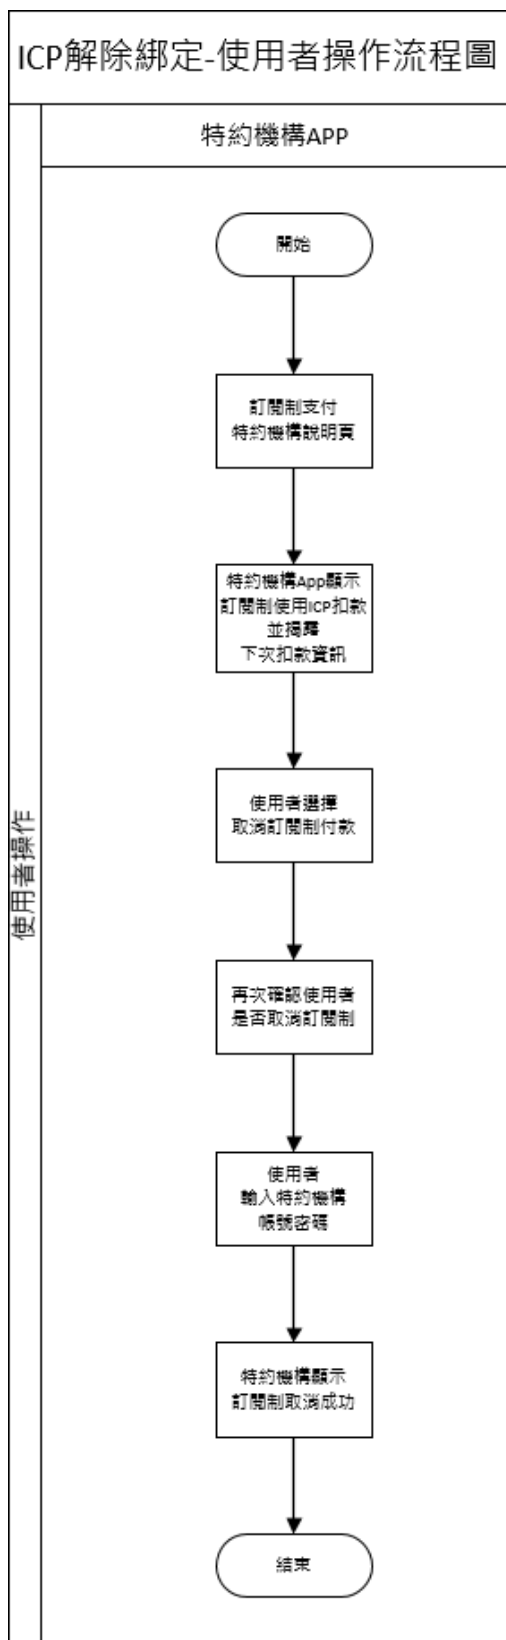 ICP解除綁定-使用者操作流程圖
特約機構APP
使用者操作
開始
訂閱制支付
特約機構說明頁
特約機構App顯示
訂閱制使用ICP扣款
並揭露
下次扣款資訊
使用者選擇
取消訂閱制付款
再次確認使用者
是否取消訂閱制
使用者
輸入特約機構
帳號密碼
特約機構顯示
訂閱制取消成功
結束